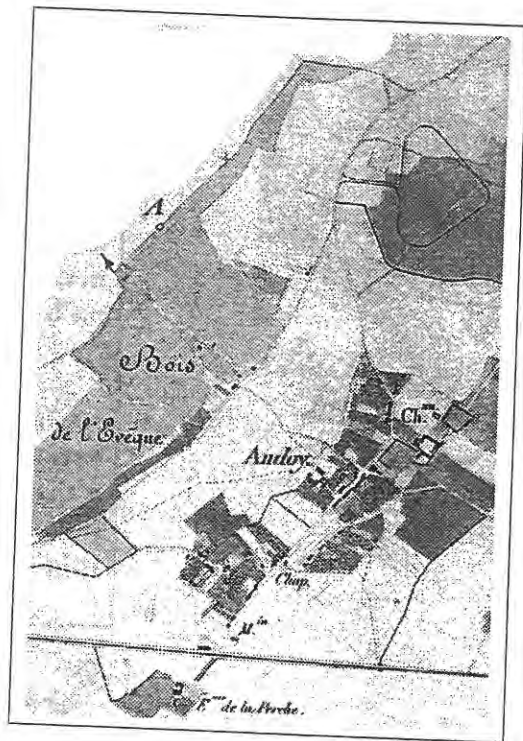 A
Bois
de l'Evêque
Ch.au
Andoy
Chap.
M.in
F.me de la Perche.